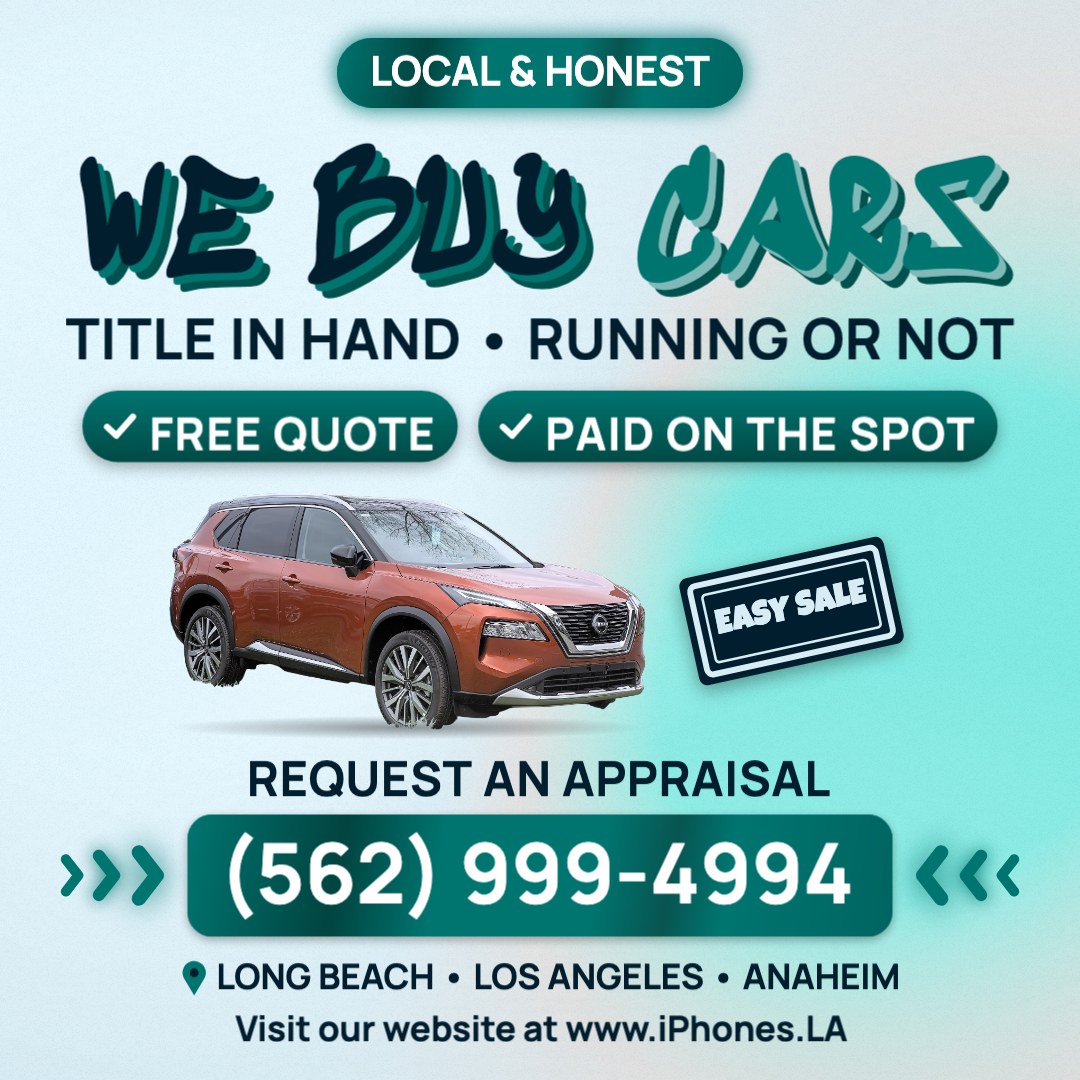 LOCAL & HONEST
WE BUY CARS
TITLE IN HAND • RUNNING OR NOT
FREE QUOTE
PAID ON THE SPOT
EASY SALE
REQUEST AN APPRAISAL
(562) 999-4994
LONG BEACH • LOS ANGELES • ANAHEIM
Visit our website at www.iPhones.LA